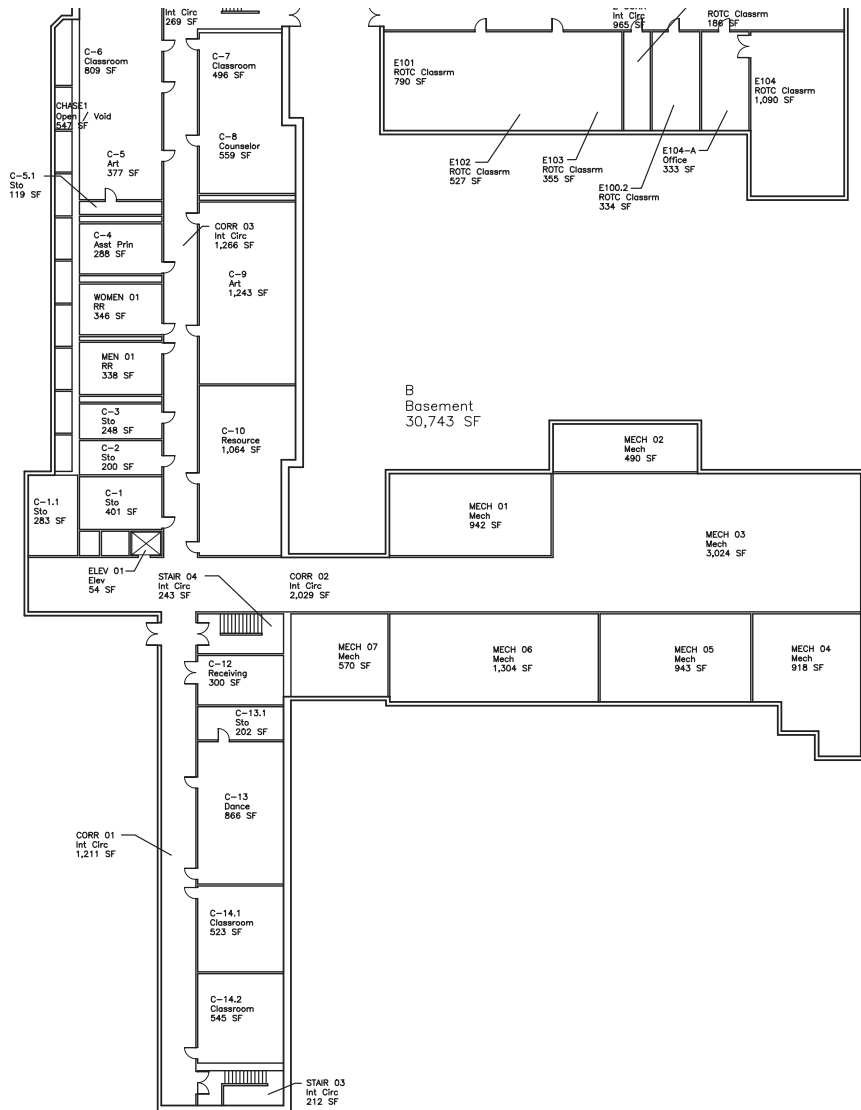 Int Circ
269 SF
C-6
Classroom
809 SF
C-7
Classroom
496 SF
Int Circ
965 SF
ROTC Classrm
186 SF
E101
ROTC Classrm
790 SF
E104
ROTC Classrm
1,090 SF
CHASE1
Open / Void
547 SF
C-8
Counselor
559 SF
C-5
Art
377 SF
C-5.1
Sto
119 SF
E102
ROTC Classrm
527 SF
E103
ROTC Classrm
355 SF
E100.2
ROTC Classrm
334 SF
E104-A
Office
333 SF
C-4
Asst Prin
288 SF
CORR 03
Int Circ
1,266 SF
C-9
Art
1,243 SF
WOMEN 01
RR
346 SF
MEN 01
RR
338 SF
B
Basement
30,743 SF
C-3
Sto
248 SF
C-10
Resource
1,064 SF
C-2
Sto
200 SF
MECH 02
Mech
490 SF
C-1.1
Sto
283 SF
C-1
Sto
401 SF
MECH 01
Mech
942 SF
MECH 03
Mech
3,024 SF
ELEV 01
Elev
54 SF
STAIR 04
Int Circ
243 SF
CORR 02
Int Circ
2,029 SF
MECH 07
Mech
570 SF
MECH 06
Mech
1,304 SF
MECH 05
Mech
943 SF
MECH 04
Mech
918 SF
C-12
Receiving
300 SF
C-13.1
Sto
202 SF
C-13
Dance
866 SF
CORR 01
Int Circ
1,211 SF
C-14.1
Classroom
523 SF
C-14.2
Classroom
545 SF
STAIR 03
Int Circ
212 SF